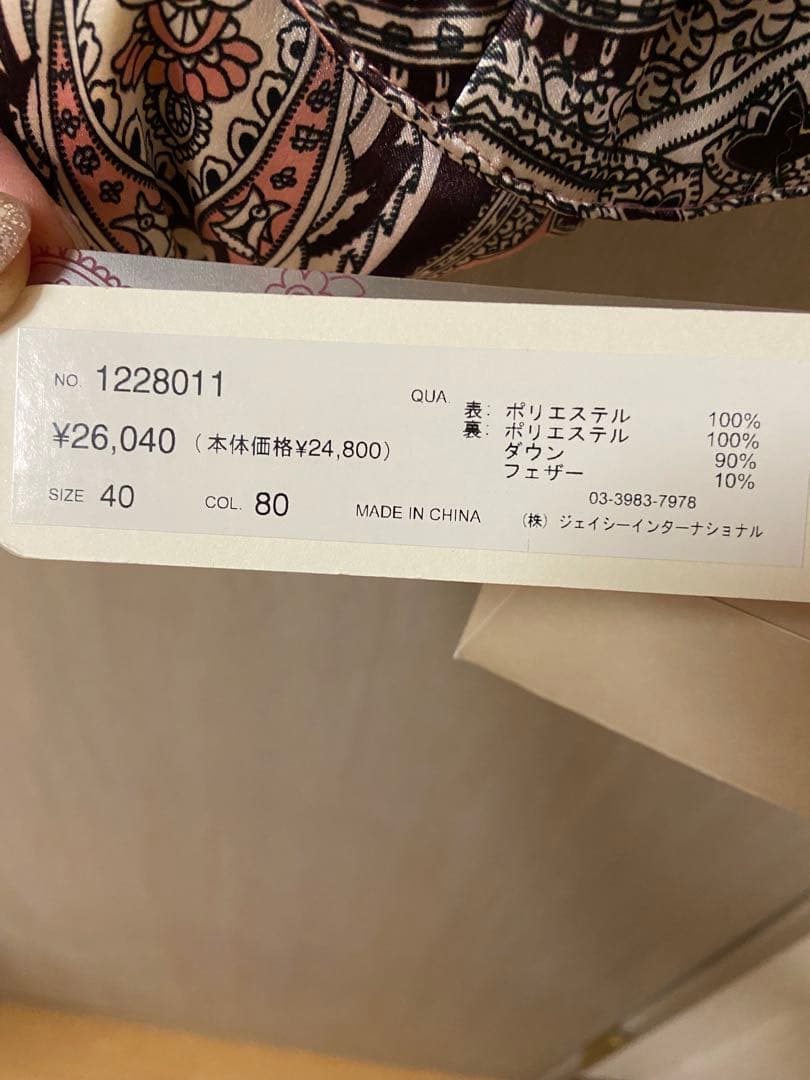 NO. 1228011
¥26,040 (本体価格¥24,800)
SIZE 40 COL. 80 MADE IN CHINA
QUA. 表: ポリエステル 100%
裏: ポリエステル 100%
ダウン 90%
フェザー 10%
03-3983-7978
(株) ジェイシーインターナショナル